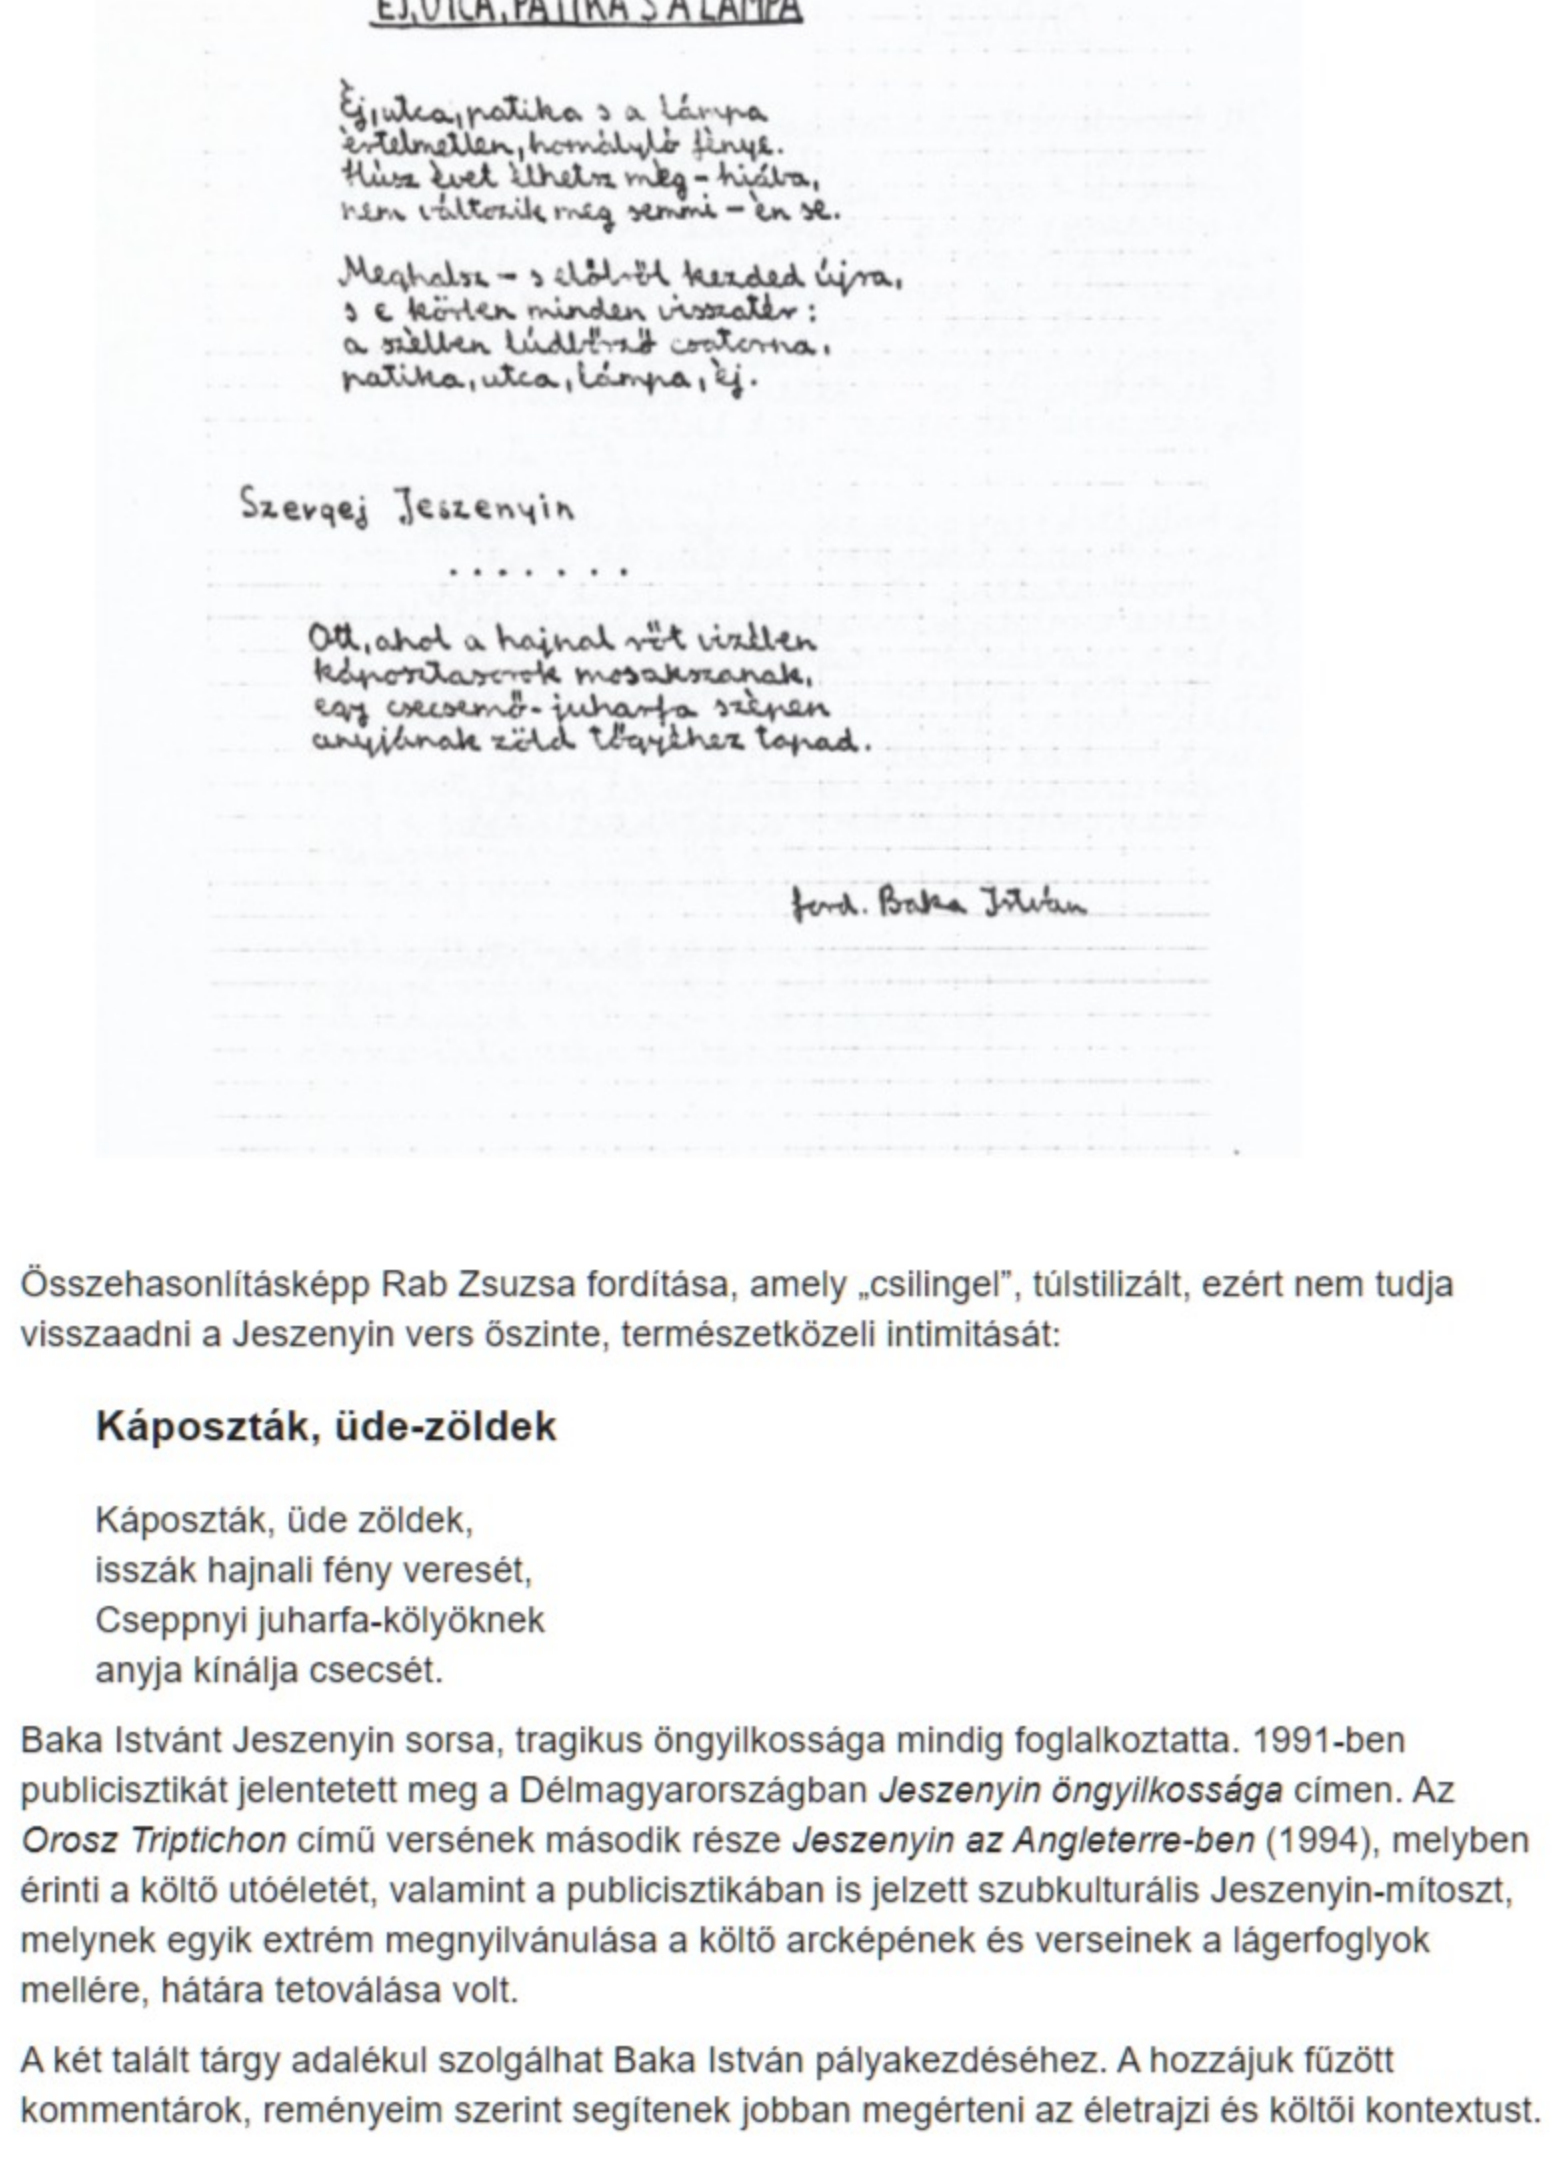 ÉJ, UTCA, PATIKA S A LÁMPA
Éj, utca, patika s a lámpa
értelmetlen, homályló fénye.
Húsz évet élhetsz még – hiába,
nem változik meg semmi – én se.
Meghalsz – s előlről kezded újra,
s e körben minden visszatér:
a szélben lúdbőrző csatorna,
patika, utca, lámpa, éj.
Szergej Jeszenyin
. . . . . . .
Ott, ahol a hajnal rőt vizében
káposztasorok mosakszanak,
egy csecsemő-juharfa szépen
anyjának zöld tőgyéhez tapad.
ford. Baka István
Összehasonlításképp Rab Zsuzsa fordítása, amely „csilingel”, túlstilizált, ezért nem tudja
visszaadni a Jeszenyin vers őszinte, természetközeli intimitását:
Káposzták, üde-zöldek
Káposzták, üde zöldek,
isszák hajnali fény veresét,
Cseppnyi juharfa-kölyöknek
anyja kínálja csecsét.
Baka Istvánt Jeszenyin sorsa, tragikus öngyilkossága mindig foglalkoztatta. 1991-ben
publicisztikát jelentetett meg a Délmagyarországban Jeszenyin öngyilkossága címen. Az
Orosz Triptichon című versének második része Jeszenyin az Angleterre-ben (1994), melyben
érinti a költő utóéletét, valamint a publicisztikában is jelzett szubkulturális Jeszenyin-mítoszt,
melynek egyik extrém megnyilvánulása a költő arcképének és verseinek a lágerfoglyok
mellére, hátára tetoválása volt.
A két talált tárgy adalékul szolgálhat Baka István pályakezdéséhez. A hozzájuk fűzött
kommentárok, reményeim szerint segítenek jobban megérteni az életrajzi és költői kontextust.